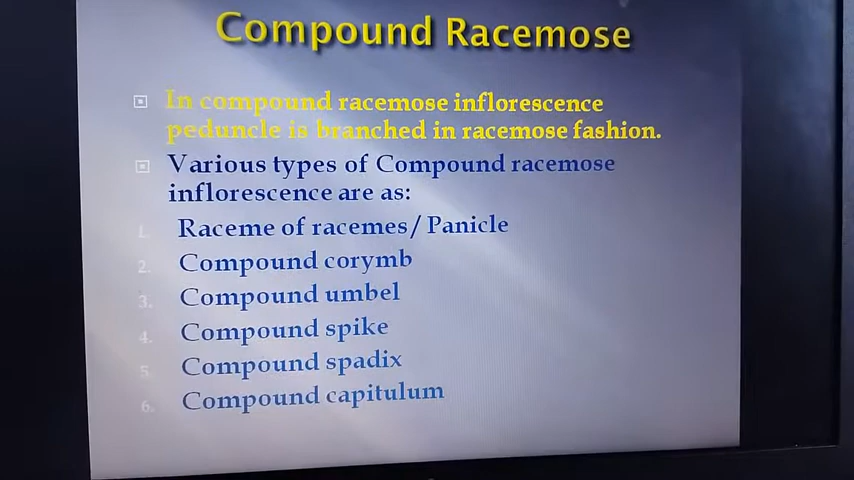 Compound Racemose
In compound racemose inflorescence
peduncle is branched in racemose fashion.
Various types of Compound racemose
inflorescence are as:
1. Raceme of racemes/ Panicle
2. Compound corymb
3. Compound umbel
4. Compound spike
5. Compound spadix
6. Compound capitulum